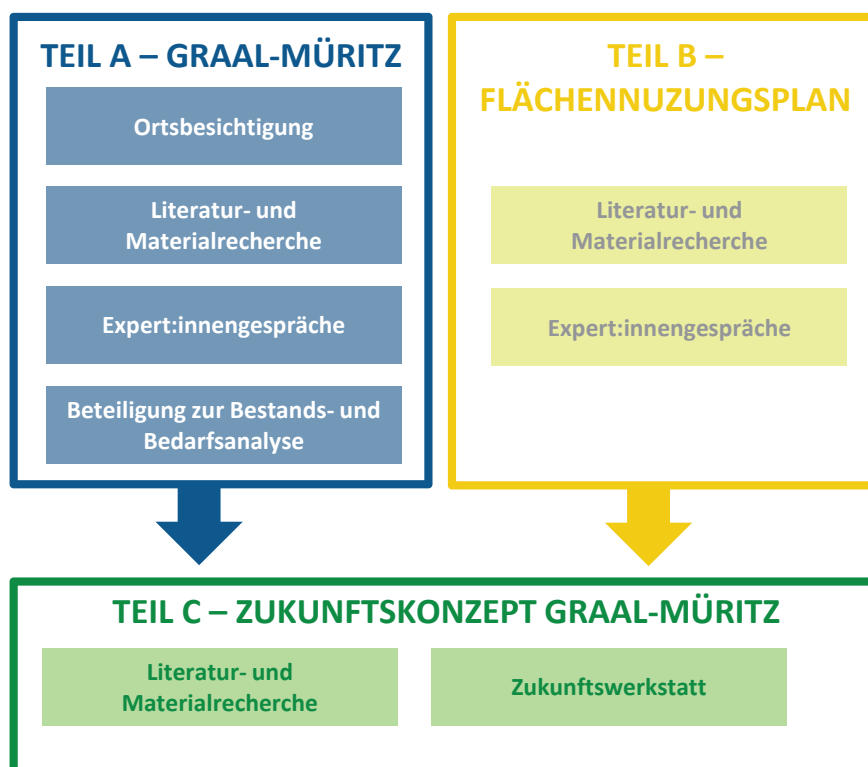 TEIL A – GRAAL-MÜRITZ
Ortsbesichtigung
Literatur- und
Materialrecherche
Expert:innengespräche
Beteiligung zur Bestands- und
Bedarfsanalyse
TEIL B –
FLÄCHENNUZUNGSPLAN
Literatur- und
Materialrecherche
Expert:innengespräche
TEIL C – ZUKUNFTSKONZEPT GRAAL-MÜRITZ
Literatur- und
Materialrecherche
Zukunftswerkstatt